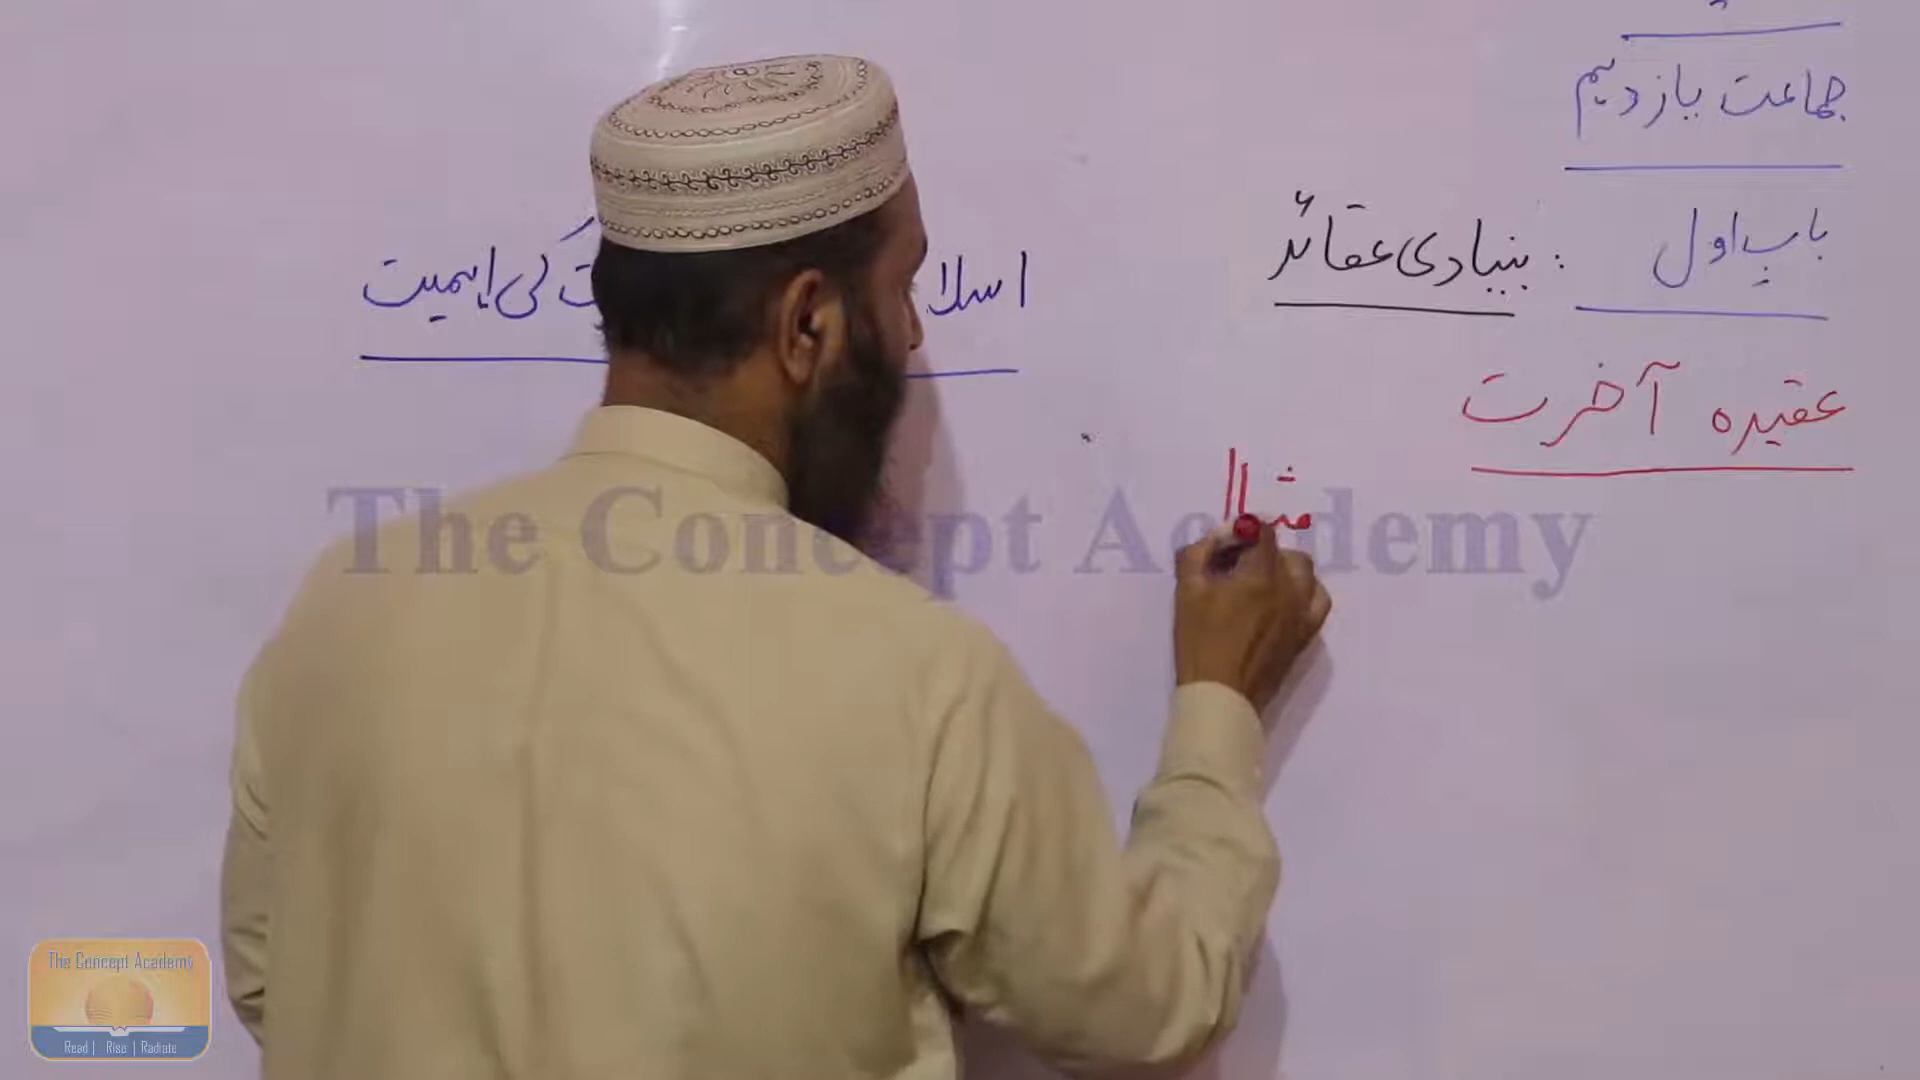 جماعت یازدہم
باب اول : بنیادی عقائد
عقیدہ آخرت
کی اہمیت
مثال
The Concept Academy
The Concept Academy
Read | Rise | Radiate